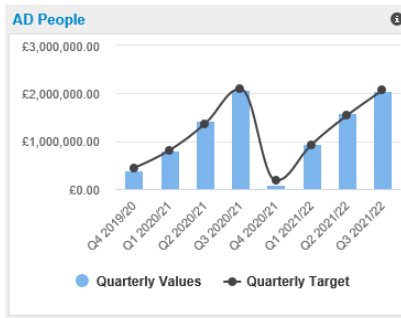 AD People
£3,000,000.00
£2,000,000.00
£1,000,000.00
£0.00
Q4 2019/20
Q1 2020/21
Q2 2020/21
Q3 2020/21
Q4 2020/21
Q1 2021/22
Q2 2021/22
Q3 2021/22
Quarterly Values
Quarterly Target